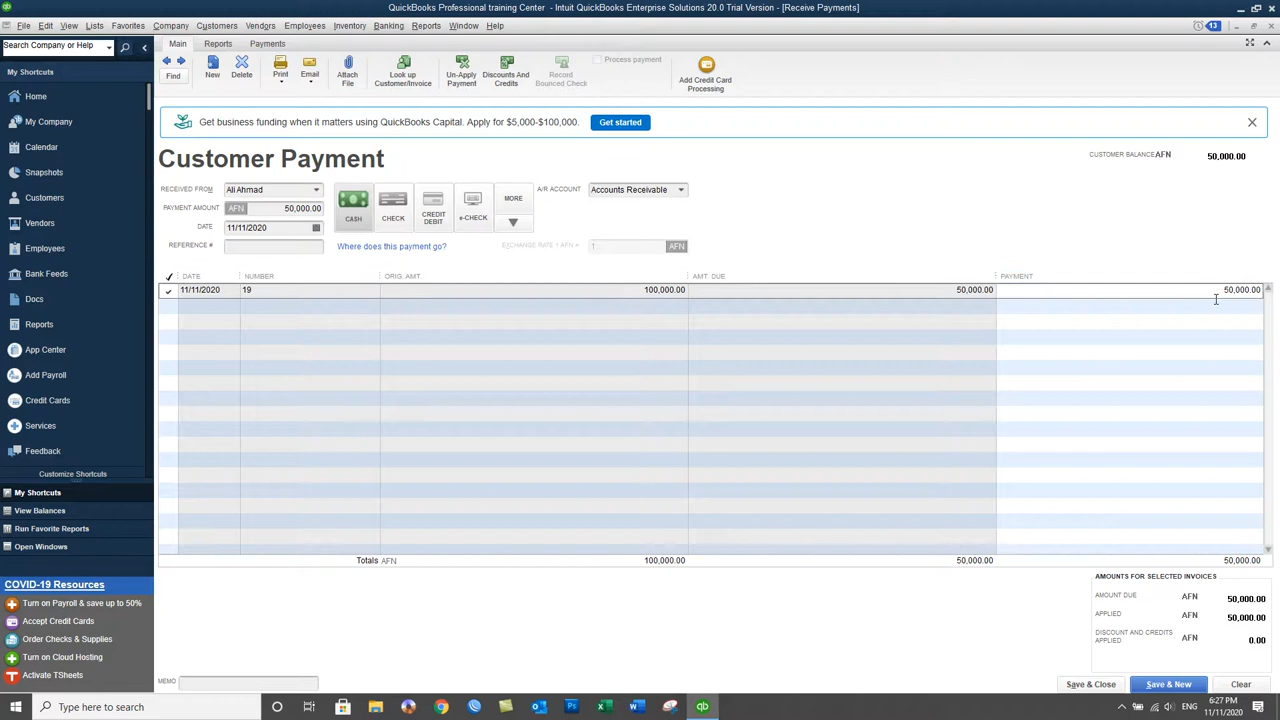 QuickBooks Professional training Center - Intuit QuickBooks Enterprise Solutions 20.0 Trial Version - [Receive Payments]
File Edit View Lists Favorites Company Customers Vendors Employees Inventory Banking Reports Window Help 13
Search Company or Help
My Shortcuts
Home
My Company
Calendar
Snapshots
Customers
Vendors
Employees
Bank Feeds
Docs
Reports
App Center
Add Payroll
Credit Cards
Services
Feedback
Customize Shortcuts
My Shortcuts
View Balances
Run Favorite Reports
Open Windows
COVID-19 Resources
Turn on Payroll & save up to 50%
Accept Credit Cards
Order Checks & Supplies
Turn on Cloud Hosting
Activate TSheets
Main Reports Payments
Find
New
Delete
Print
Email
Attach
File
Look up
Customer/Invoice
Un-Apply
Payment
Discounts And
Credits
Record
Bounced Check
Process payment
Add Credit Card
Processing
Get business funding when it matters using QuickBooks Capital. Apply for $5,000-$100,000. Get started
Customer Payment
CUSTOMER BALANCE AFN 50,000.00
RECEIVED FROM Ali Ahmad
PAYMENT AMOUNT AFN 50,000.00
DATE 11/11/2020
REFERENCE #
CASH
CHECK
CREDIT
DEBIT
e-CHECK
MORE
A/R ACCOUNT Accounts Receivable
Where does this payment go?
EXCHANGE RATE 1 AFN = 1 AFN
DATE NUMBER ORIG. AMT. AMT. DUE PAYMENT
11/11/2020 19 100,000.00 50,000.00 50,000.00
Totals AFN 100,000.00 50,000.00 50,000.00
AMOUNTS FOR SELECTED INVOICES
AMOUNT DUE AFN 50,000.00
APPLIED AFN 50,000.00
DISCOUNT AND CREDITS
APPLIED AFN 0.00
MEMO
Save & Close Save & New Clear
Type here to search
ENG
6:27 PM
11/11/2020